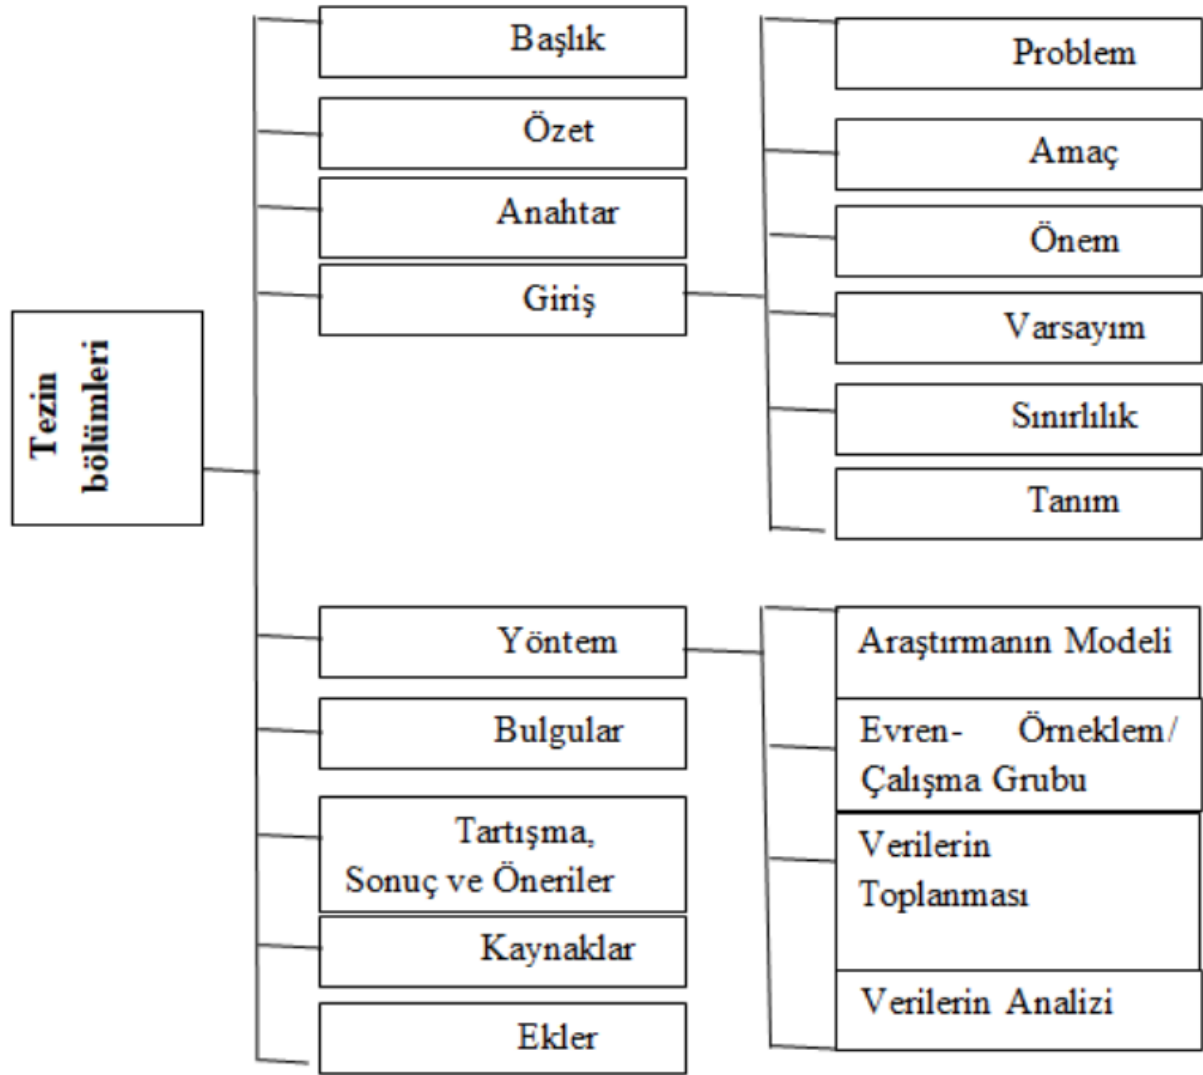 Tezin
bölümleri
Başlık
Özet
Anahtar
Giriş
Problem
Amaç
Önem
Varsayım
Sınırlılık
Tanım
Yöntem
Araştırmanın Modeli
Evren- Örneklem/
Çalışma Grubu
Verilerin
Toplanması
Verilerin Analizi
Bulgular
Tartışma,
Sonuç ve Öneriler
Kaynaklar
Ekler